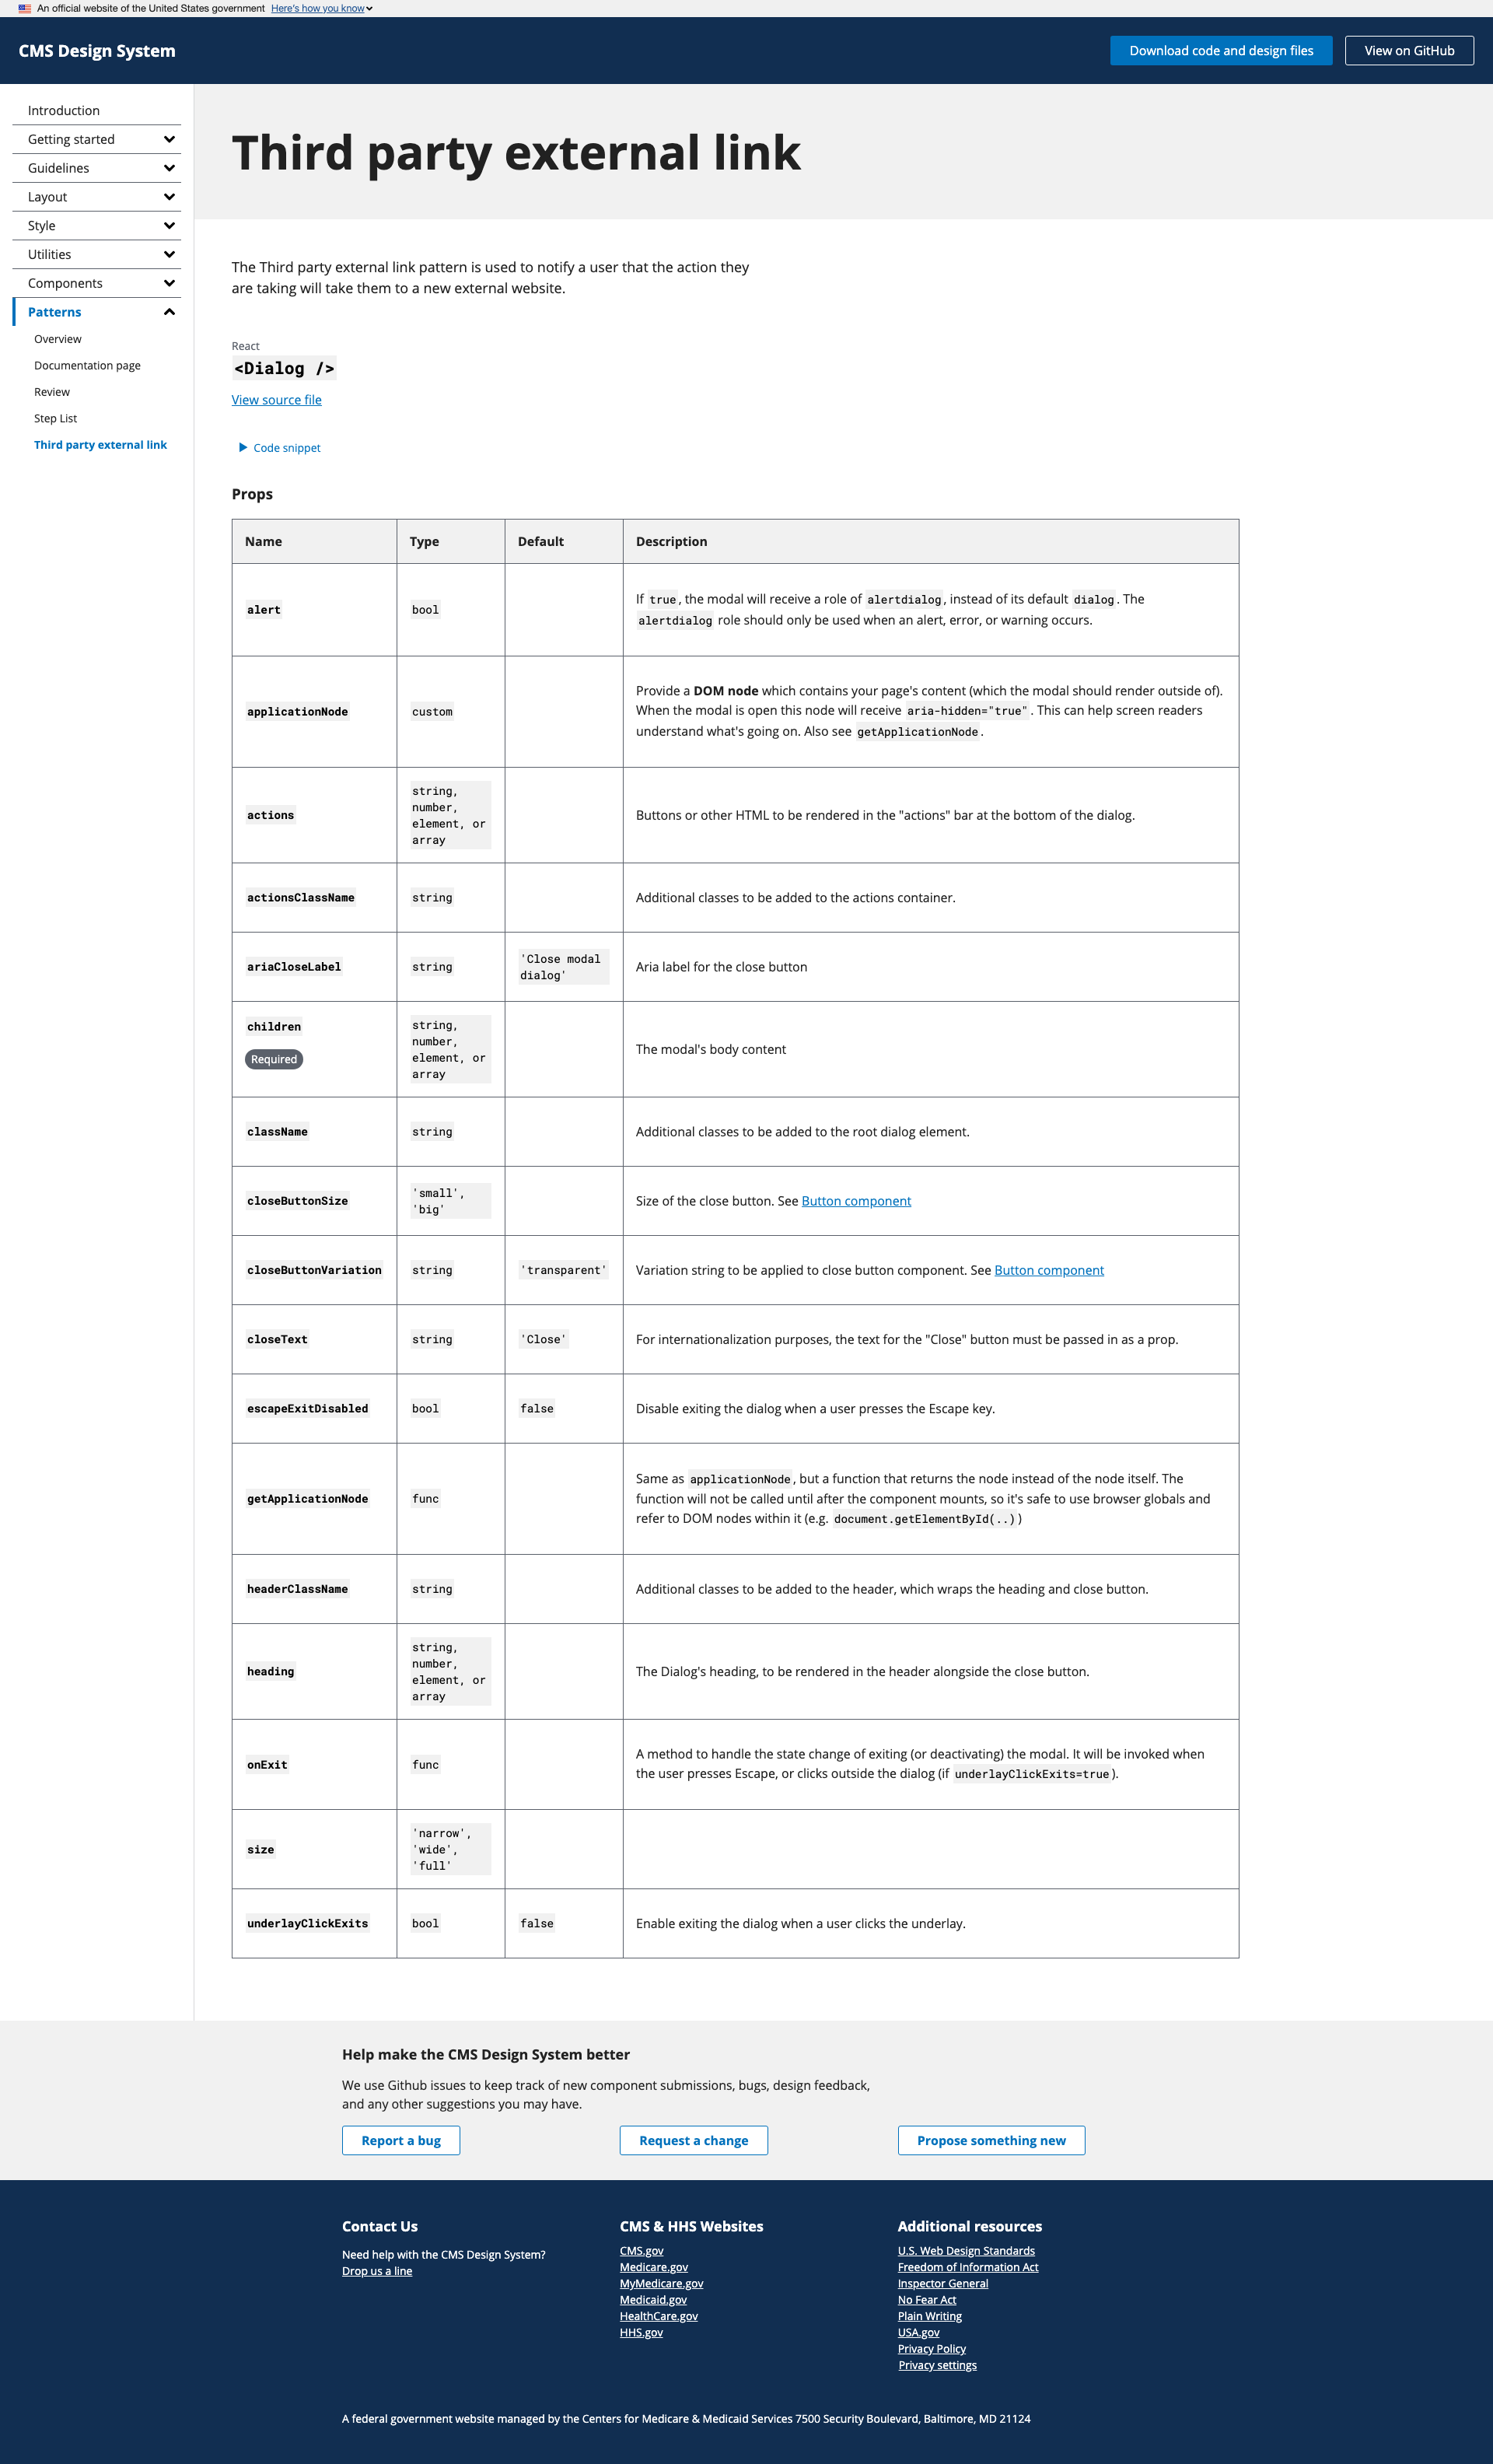 An official website of the United States government Here's how you know
CMS Design System
Download code and design files
View on GitHub
Introduction
Getting started
Guidelines
Layout
Style
Utilities
Components
Patterns
Overview
Documentation page
Review
Step List
Third party external link
Third party external link
The Third party external link pattern is used to notify a user that the action they
are taking will take them to a new external website.
React
<Dialog />
View source file
Code snippet
Props
Name Type Default Description
alert
bool
If true, the modal will receive a role of alertdialog, instead of its default dialog. The
alertdialog role should only be used when an alert, error, or warning occurs.
applicationNode
custom
Provide a DOM node which contains your page's content (which the modal should render outside of).
When the modal is open this node will receive aria-hidden="true". This can help screen readers
understand what's going on. Also see getApplicationNode.
actions
string,
number,
element, or
array
Buttons or other HTML to be rendered in the "actions" bar at the bottom of the dialog.
actionsClassName
string
Additional classes to be added to the actions container.
ariaCloseLabel
string
'Close modal
dialog'
Aria label for the close button
children
Required
string,
number,
element, or
array
The modal's body content
className
string
Additional classes to be added to the root dialog element.
closeButtonSize
'small',
'big'
Size of the close button. See Button component
closeButtonVariation
string
'transparent'
Variation string to be applied to close button component. See Button component
closeText
string
'Close'
For internationalization purposes, the text for the "Close" button must be passed in as a prop.
escapeExitDisabled
bool
false
Disable exiting the dialog when a user presses the Escape key.
getApplicationNode
func
Same as applicationNode, but a function that returns the node instead of the node itself. The
function will not be called until after the component mounts, so it's safe to use browser globals and
refer to DOM nodes within it (e.g. document.getElementById(..))
headerClassName
string
Additional classes to be added to the header, which wraps the heading and close button.
heading
string,
number,
element, or
array
The Dialog's heading, to be rendered in the header alongside the close button.
onExit
func
A method to handle the state change of exiting (or deactivating) the modal. It will be invoked when
the user presses Escape, or clicks outside the dialog (if underlayClickExits=true).
size
'narrow',
'wide',
'full'
underlayClickExits
bool
false
Enable exiting the dialog when a user clicks the underlay.
Help make the CMS Design System better
We use Github issues to keep track of new component submissions, bugs, design feedback,
and any other suggestions you may have.
Report a bug
Request a change
Propose something new
Contact Us
Need help with the CMS Design System?
Drop us a line
CMS & HHS Websites
CMS.gov
Medicare.gov
MyMedicare.gov
Medicaid.gov
HealthCare.gov
HHS.gov
Additional resources
U.S. Web Design Standards
Freedom of Information Act
Inspector General
No Fear Act
Plain Writing
USA.gov
Privacy Policy
Privacy settings
A federal government website managed by the Centers for Medicare & Medicaid Services 7500 Security Boulevard, Baltimore, MD 21124